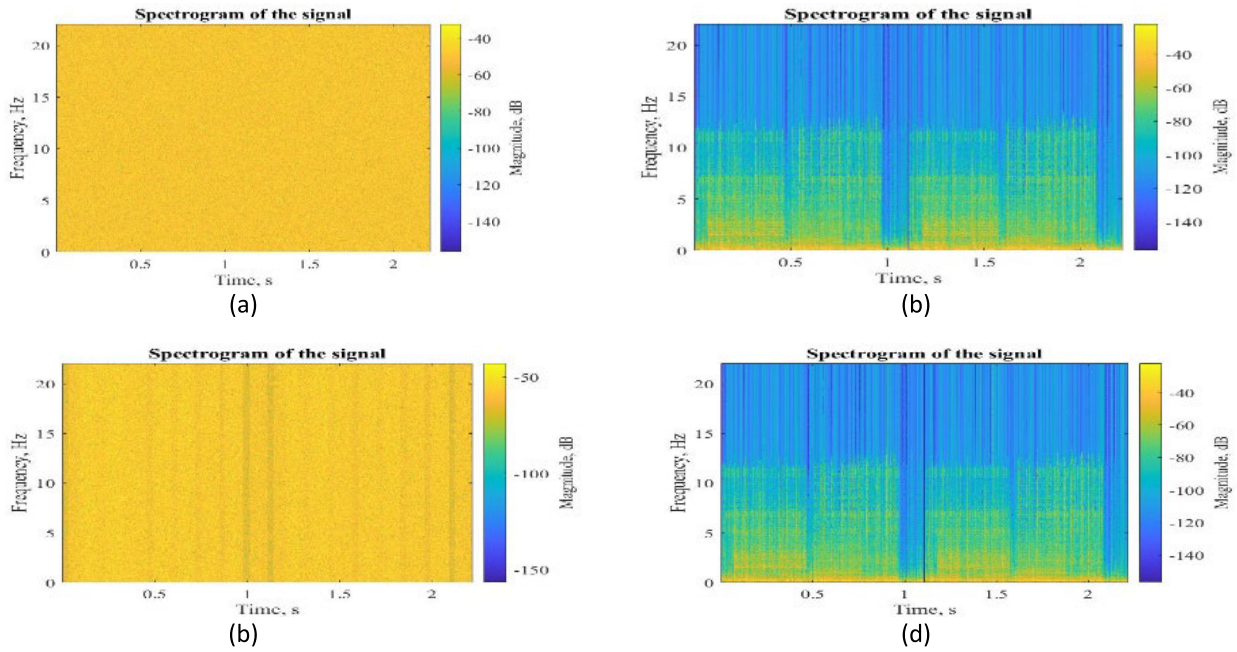 Spectrogram of the signal
20
15
10
5
0
Frequency, Hz
0.5
1
1.5
2
Time, s
-40
-60
-80
-100
-120
-140
Magnitude, dB
(a)
Spectrogram of the signal
20
15
10
5
0
Frequency, Hz
0.5
1
1.5
2
Time, s
-40
-60
-80
-100
-120
-140
Magnitude, dB
(b)
Spectrogram of the signal
20
15
10
5
0
Frequency, Hz
0.5
1
1.5
2
Time, s
-50
-100
-150
Magnitude, dB
(b)
Spectrogram of the signal
20
15
10
5
0
Frequency, Hz
0.5
1
1.5
2
Time, s
-40
-60
-80
-100
-120
-140
Magnitude, dB
(d)